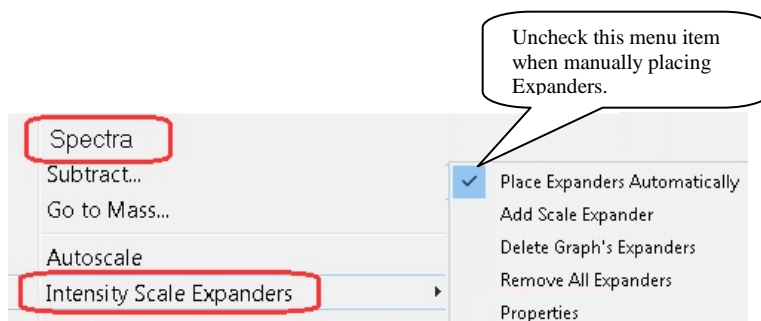 Uncheck this menu item
when manually placing
Expanders.
Spectra
Subtract...
Go to Mass...
Autoscale
Intensity Scale Expanders
Place Expanders Automatically
Add Scale Expander
Delete Graph's Expanders
Remove All Expanders
Properties